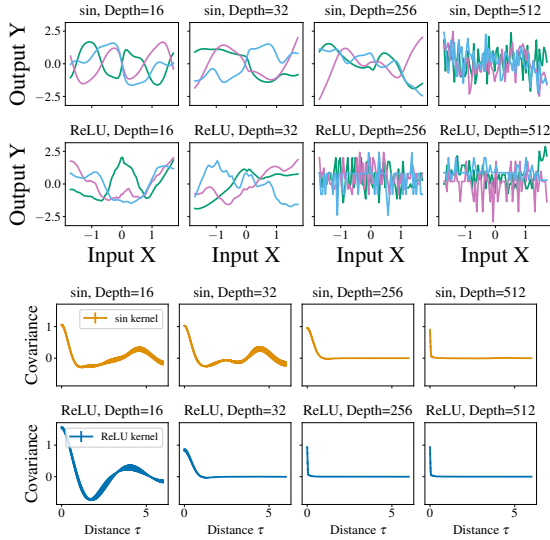 sin, Depth=16 sin, Depth=32 sin, Depth=256 sin, Depth=512
Output Y
2.5
0.0
−2.5
ReLU, Depth=16 ReLU, Depth=32 ReLU, Depth=256 ReLU, Depth=512
Output Y
2.5
0.0
−2.5
−1 0 1 −1 0 1 −1 0 1 −1 0 1
Input X Input X Input X Input X
sin, Depth=16 sin, Depth=32 sin, Depth=256 sin, Depth=512
Covariance
1
0
sin kernel
ReLU, Depth=16 ReLU, Depth=32 ReLU, Depth=256 ReLU, Depth=512
Covariance
1
0
ReLU kernel
0 5 0 5 0 5 0 5
Distance τ Distance τ Distance τ Distance τ